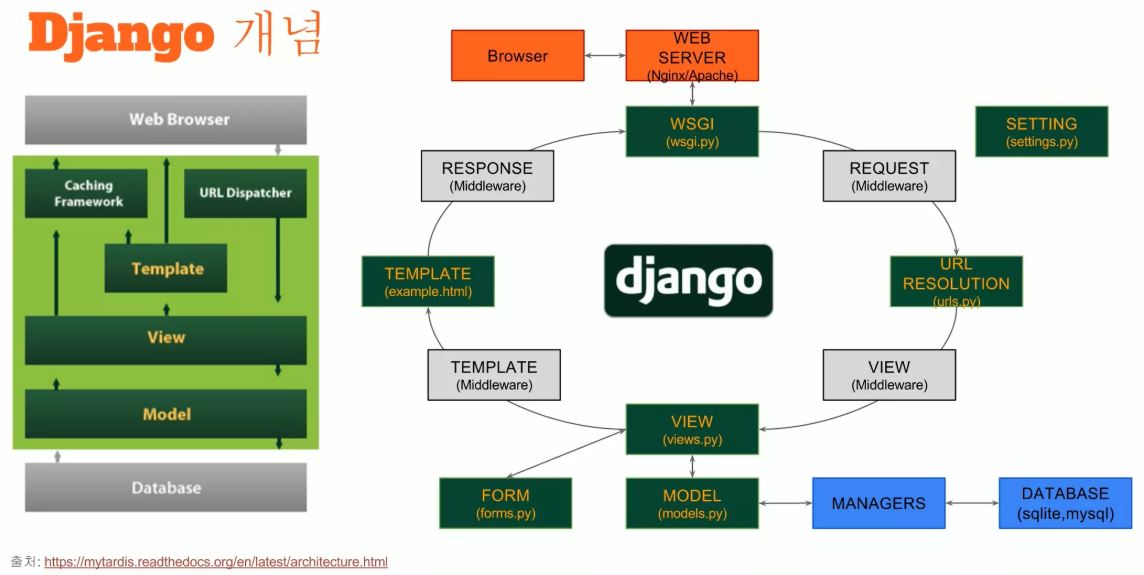 Django 개념
Web Browser
Caching
Framework
URL Dispatcher
Template
View
Model
Database
출처: https://mytardis.readthedocs.org/en/latest/architecture.html
Browser
WEB
SERVER
(Nginx/Apache)
WSGI
(wsgi.py)
SETTING
(settings.py)
RESPONSE
(Middleware)
REQUEST
(Middleware)
TEMPLATE
(example.html)
django
URL
RESOLUTION
(urls.py)
TEMPLATE
(Middleware)
VIEW
(Middleware)
VIEW
(views.py)
FORM
(forms.py)
MODEL
(models.py)
MANAGERS
DATABASE
(sqlite,mysql)